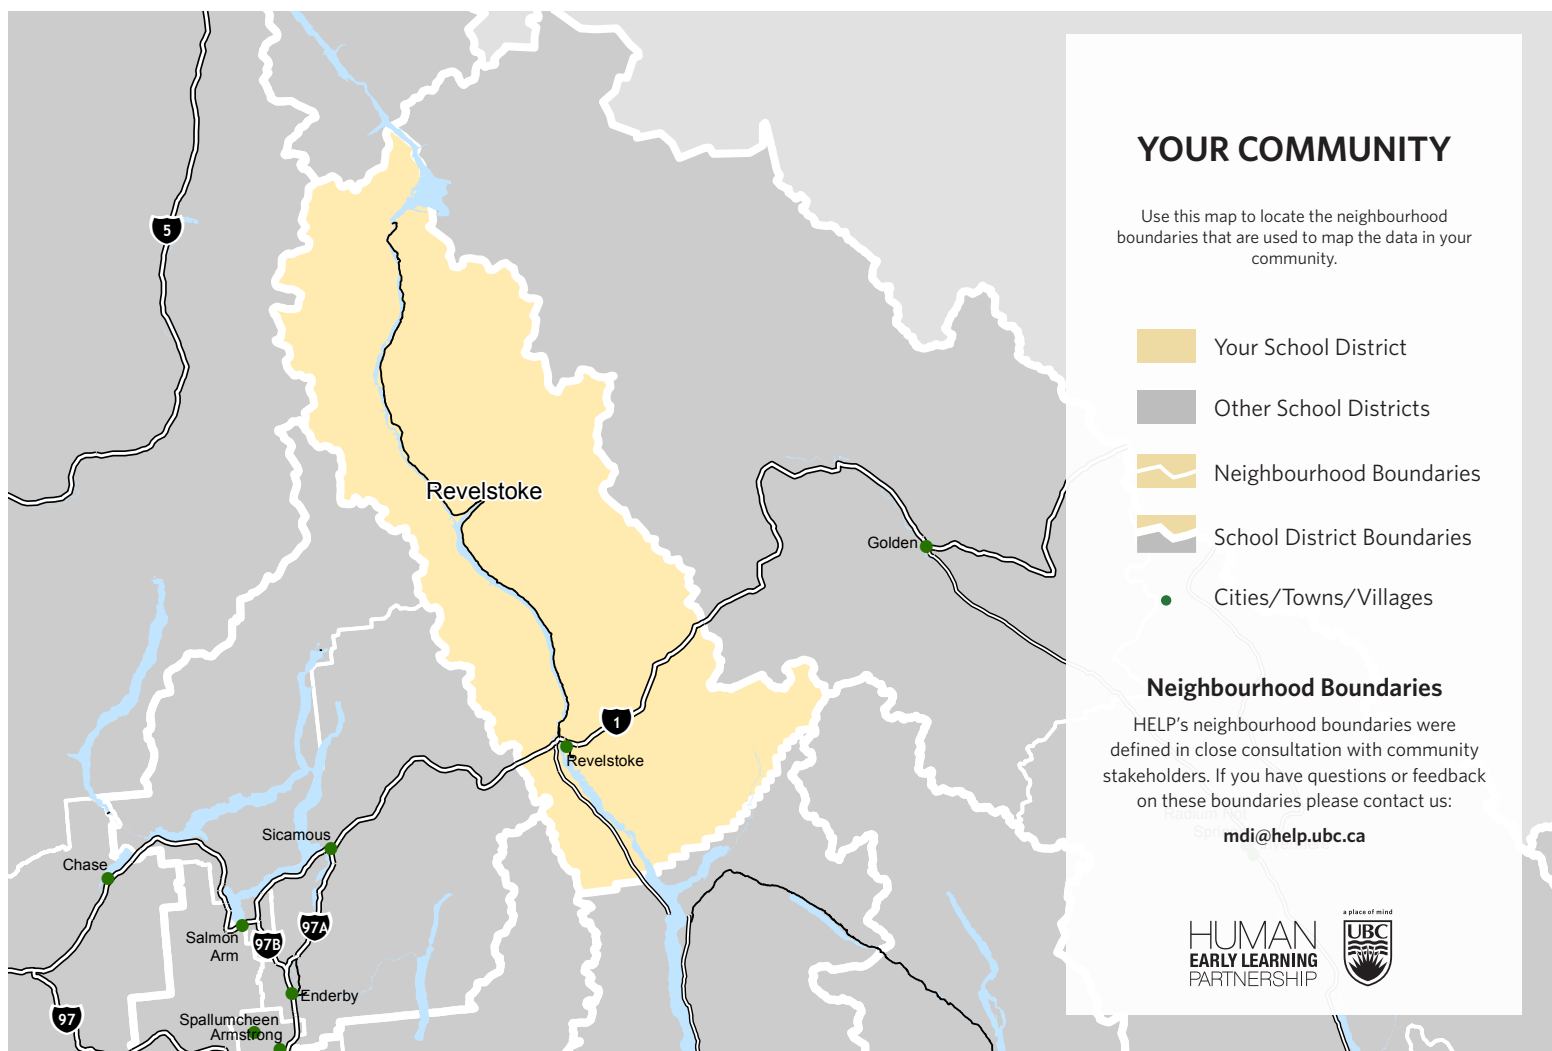 YOUR COMMUNITY
Use this map to locate the neighbourhood
boundaries that are used to map the data in your
community.
Your School District
Other School Districts
Neighbourhood Boundaries
School District Boundaries
Cities/Towns/Villages
Neighbourhood Boundaries
HELP's neighbourhood boundaries were
defined in close consultation with community
stakeholders. If you have questions or feedback
on these boundaries please contact us:
Radium Hot
mdi@help.ubc.ca
HUMAN
EARLY LEARNING
PARTNERSHIP
a place of mind
UBC
5
Revelstoke
Golden
1
Revelstoke
Sicamous
Chase
97A
Salmon
Arm
97B
Enderby
97
Spallumcheen
Armstrong